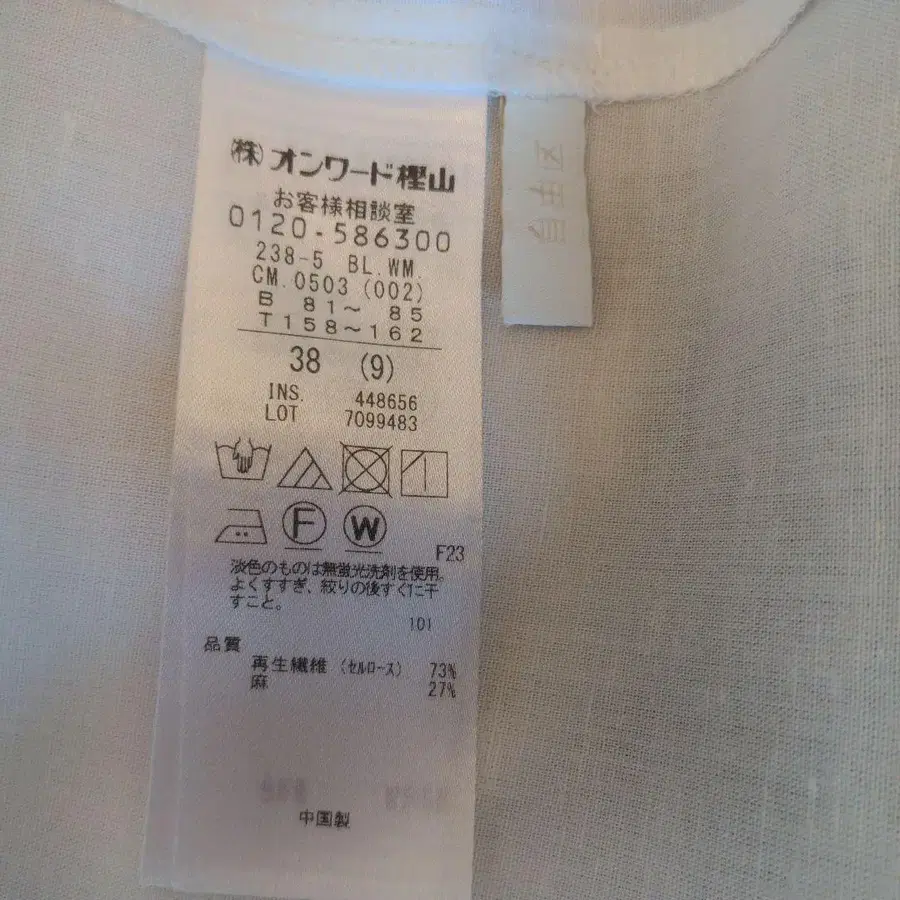 (株)オンワード樫山
お客様相談室
0120-586300
238-5 BL.WM.
CM.0503 (002)
B 81～ 85
T158～162
38 (9)
INS. 448656
LOT 7099483
F
W
F23
淡色のものは無蛍光洗剤を使用。
よくすすぎ、絞りの後すぐに干
すこと。
101
品質
再生繊維 (セルロース) 73%
麻 27%
中国製
自由区